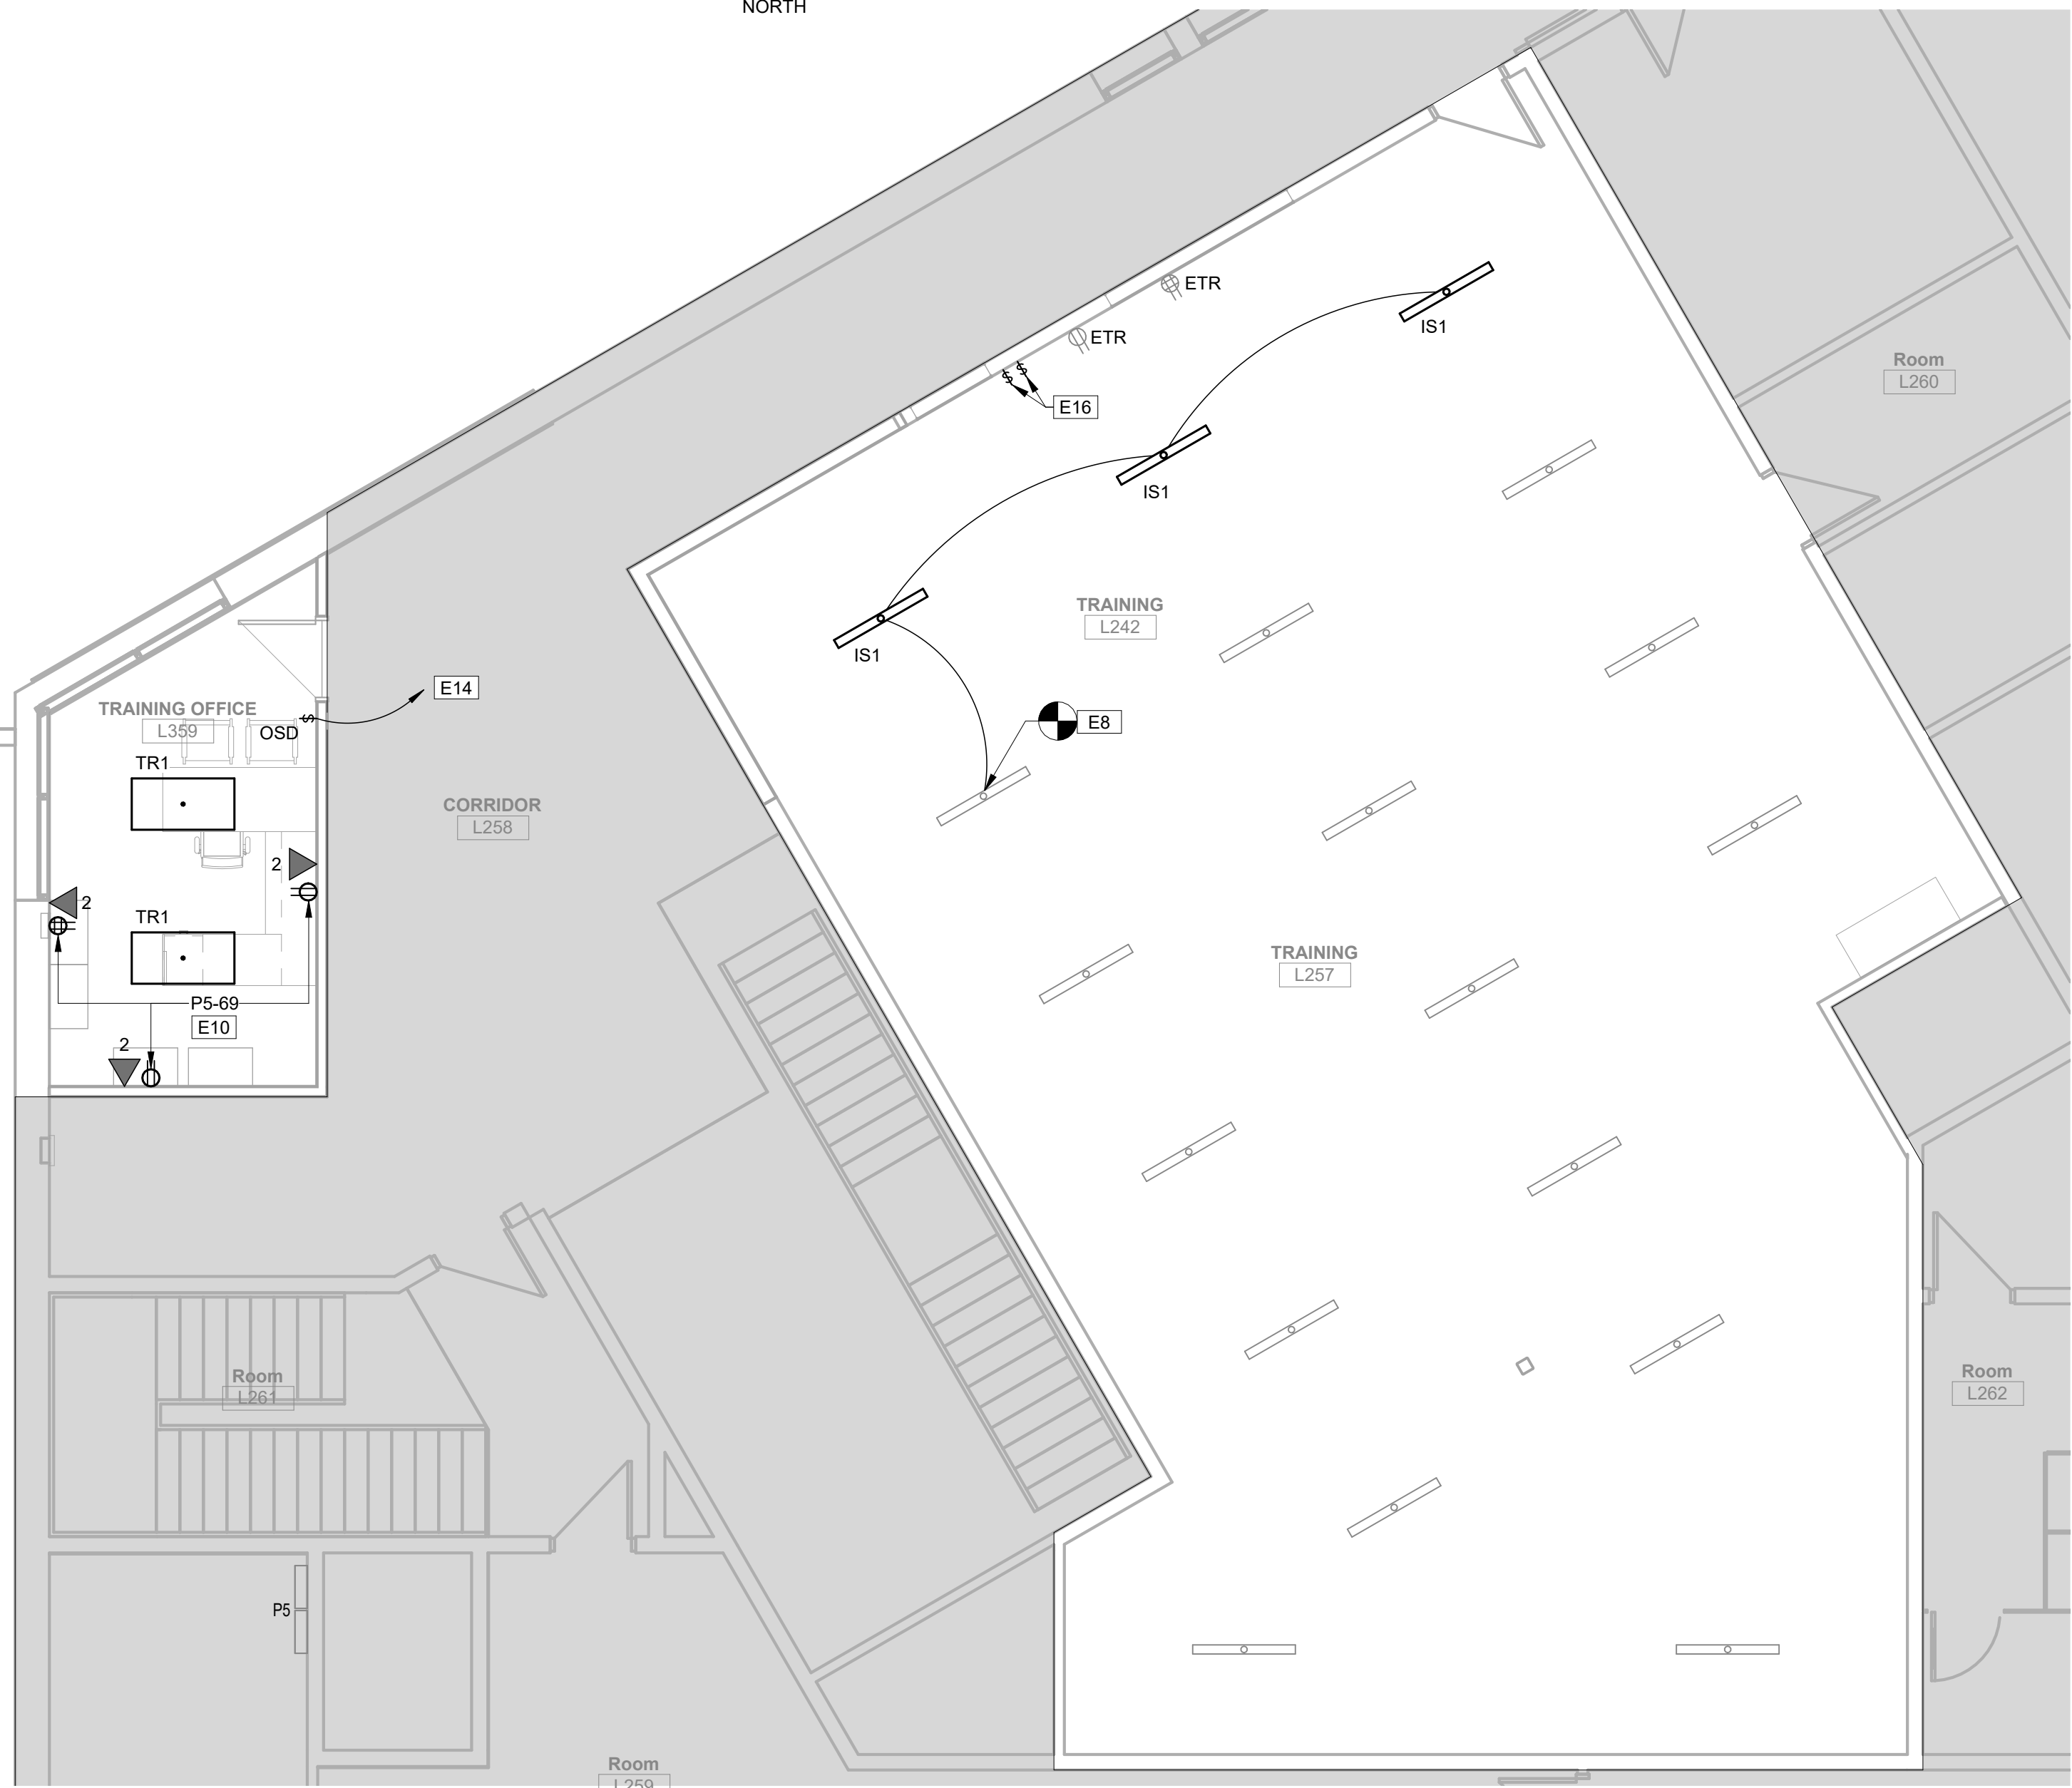 NORTH
ETR
ETR
IS1
E16
Room
L260
IS1
TRAINING
L242
IS1
E14
E8
TRAINING OFFICE
L359
OSD
TR1
CORRIDOR
L258
2
2
TR1
TRAINING
L257
P5-69
E10
2
Room
L261
Room
L262
P5
Room
L259
$
$
$